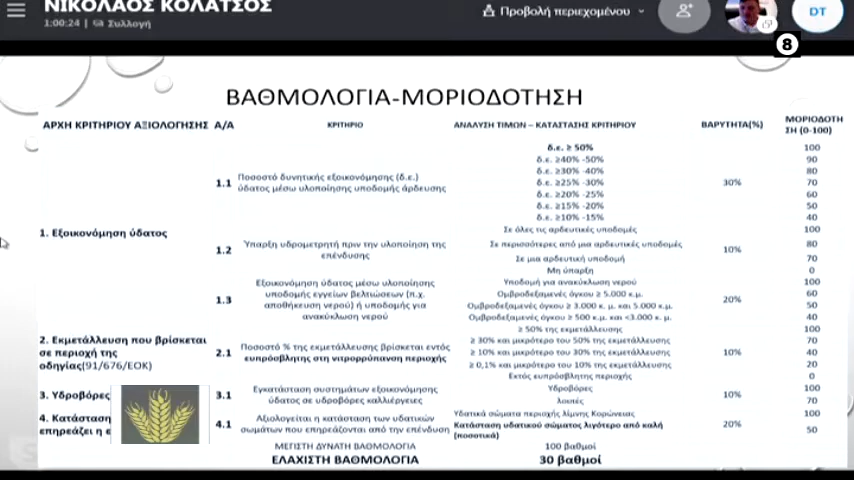 ΝΙΚΟΛΑΟΣ ΚΟΛΑΤΣΟΣ
1:00:24 | Συλλογή
Προβολή περιεχομένου
DT
8
ΒΑΘΜΟΛΟΓΙΑ-ΜΟΡΙΟΔΟΤΗΣΗ
ΑΡΧΗ ΚΡΙΤΗΡΙΟΥ ΑΞΙΟΛΟΓΗΣΗΣ Α/Α ΚΡΙΤΗΡΙΟ ΑΝΑΛΥΣΗ ΤΙΜΩΝ – ΚΑΤΑΣΤΑΣΗΣ ΚΡΙΤΗΡΙΟΥ ΒΑΡΥΤΗΤΑ(%) ΜΟΡΙΟΔΟΤΗ
ΣΗ (0-100)
1. Εξοικονόμηση ύδατος
1.1 Ποσοστό δυνητικής εξοικονόμησης (δ.ε.)
ύδατος μέσω υλοποίησης υποδομής άρδευσης
30%
δ.ε. ≥ 50% 100
δ.ε. ≥40% -50% 90
δ.ε. ≥30% -40% 80
δ.ε. ≥25% -30% 70
δ.ε. ≥20% -25% 60
δ.ε. ≥15% -20% 50
δ.ε. ≥10% -15% 40
1.2 Υπαρξη υδρομετρητή πριν την υλοποίηση της
επένδυσης
10%
Σε όλες τις αρδευτικές υποδομές 100
Σε περισσότερες από μια αρδευτικές υποδομές 80
Σε μια αρδευτική υποδομή 70
Μη ύπαρξη 0
1.3 Εξοικονόμηση ύδατος μέσω υλοποίησης
υποδομής εγγείων βελτιώσεων (π.χ.
αποθήκευση νερού) ή υποδομής για
ανακύκλωση νερού
20%
Υποδομή για ανακύκλωση νερού 100
Ομβροδεξαμενές όγκου ≥ 5.000 κ.μ. 60
Ομβροδεξαμενές όγκου ≥ 3.000 κ. μ. και 5.000 κ.μ. 50
Ομβροδεξαμενές όγκου ≥ 500 κ.μ. και <3.000 κ. μ. 40
2. Εκμετάλλευση που βρίσκεται
σε περιοχή της
οδηγίας(91/676/ΕΟΚ)
2.1 Ποσοστό % της εκμετάλλευσης βρίσκεται εντός
ευπρόσβλητης στη νιτρορρύπανση περιοχής
10%
≥ 50% της εκμετάλλευσης 100
≥ 30% και μικρότερο του 50% της εκμετάλλευσης 70
≥ 10% και μικρότερο του 30% της εκμετάλλευσης 40
≥ 0,1% και μικρότερο του 10% της εκμετάλλευσης 20
Εκτός ευπρόσβλητης περιοχής 0
3. Υδροβόρες
3.1 Εγκατάσταση συστημάτων εξοικονόμησης
ύδατος σε υδροβόρες καλλιέργειες
10%
Υδροβόρες 100
λοιπές 70
4. Κατάσταση
επηρεάζει η ε
4.1 Αξιολογείται η κατάσταση των υδατικών
σωμάτων που επηρεάζονται από την επένδυση
20%
Υδατικά σώματα περιοχής λίμνης Κορώνειας 100
Κατάσταση υδατικού σώματος λιγότερο από καλή
(ποσοτικά) 50
ΜΕΓΙΣΤΗ ΔΥΝΑΤΗ ΒΑΘΜΟΛΟΓΙΑ 100 βαθμοί
ΕΛΑΧΙΣΤΗ ΒΑΘΜΟΛΟΓΙΑ 30 βαθμοί